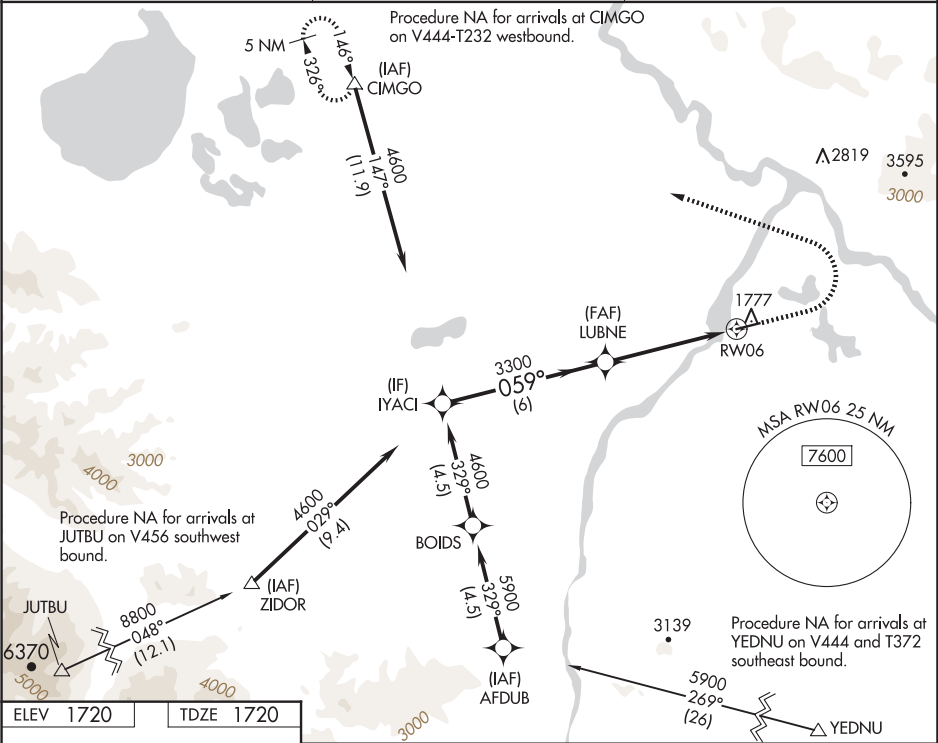 Procedure NA for arrivals at CIMGO
on V444-T232 westbound.
5 NM
146°
326°
(IAF)
CIMGO
4600
147°
(11.9)
2819
3595
3000
1777
(FAF)
LUBNE
RW06
3300
059°
(6)
(IF)
IYACI
MSA RW06 25 NM
7600
3000
4000
4600
329°
(4.5)
4600
029°
(9.4)
Procedure NA for arrivals at
JUTBU on V456 southwest
bound.
BOIDS
(IAF)
ZIDOR
5900
329°
(4.5)
JUTBU
8800
048°
(12.1)
6370
5000
4000
3139
Procedure NA for arrivals at
YEDNU on V444 and T372
southeast bound.
(IAF)
AFDUB
5900
269°
(26)
YEDNU
3000
ELEV 1720
TDZE 1720